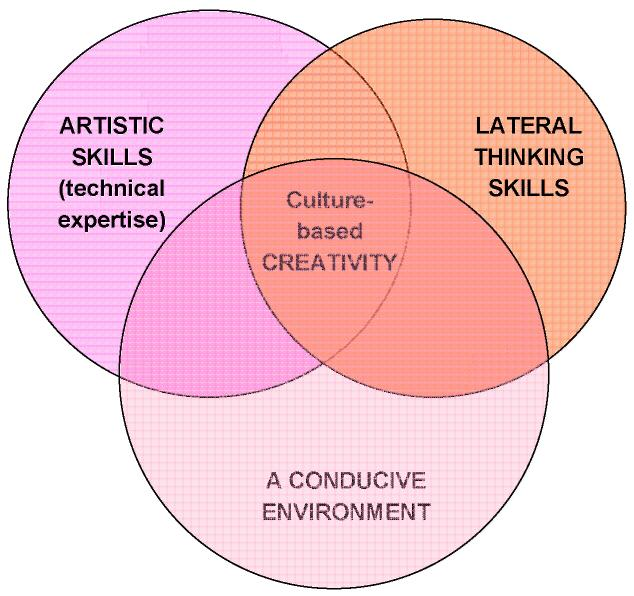 ARTISTIC
SKILLS
(technical
expertise)
LATERAL
THINKING
SKILLS
Culture-
based
CREATIVITY
A CONDUCIVE
ENVIRONMENT